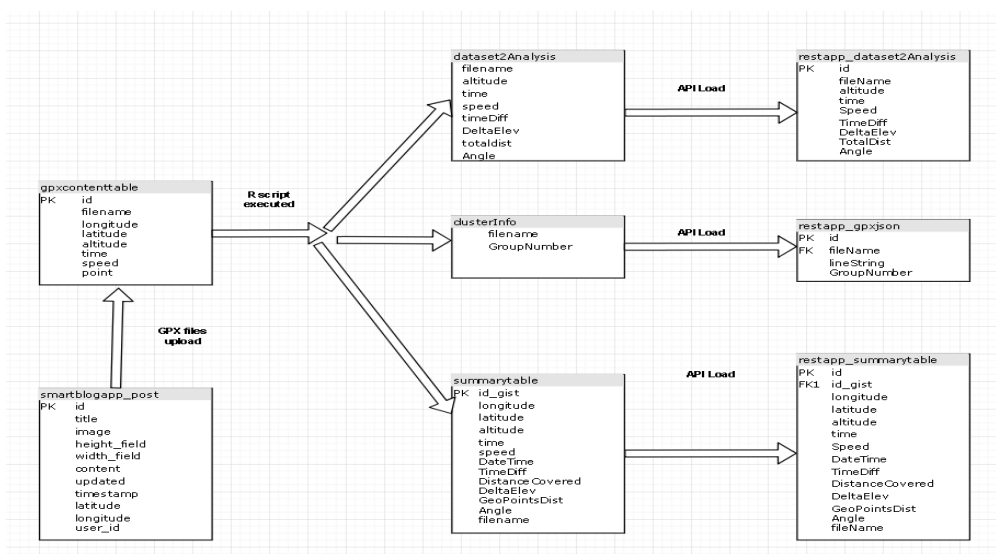 dataset2Analysis
filename
altitude
time
speed
timeDiff
DeltaElev
totaldist
Angle
API Load
restapp_dataset2Analysis
PK id
fileName
altitude
time
Speed
TimeDiff
DeltaElev
TotalDist
Angle
gpxcontenttable
PK id
filename
longitude
latitude
altitude
time
speed
point
R script
executed
clusterInfo
filename
GroupNumber
API Load
restapp_gpxjson
PK id
FK fileName
lineString
GroupNumber
GPX files
upload
smartblogapp_post
PK id
title
image
height_field
width_field
content
updated
timestamp
latitude
longitude
user_id
summarytable
PK id_gist
longitude
latitude
altitude
time
speed
DateTime
TimeDiff
DistanceCovered
DeltaElev
GeoPointsDist
Angle
filename
API Load
restapp_summarytable
PK id
FK1 id_gist
longitude
latitude
altitude
time
Speed
DateTime
TimeDiff
DistanceCovered
DeltaElev
GeoPointsDist
Angle
fileName